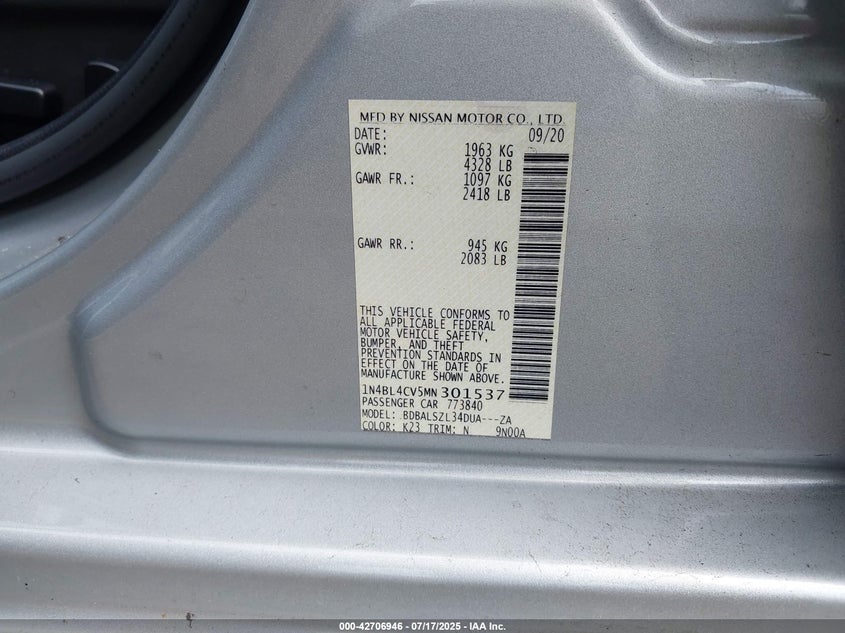 MFD BY NISSAN MOTOR CO., LTD.
DATE: 09/20
GVWR: 1963 KG
4328 LB
GAWR FR.: 1097 KG
2418 LB
GAWR RR.: 945 KG
2083 LB
THIS VEHICLE CONFORMS TO
ALL APPLICABLE FEDERAL
MOTOR VEHICLE SAFETY,
BUMPER, AND THEFT
PREVENTION STANDARDS IN
EFFECT ON THE DATE OF
MANUFACTURE SHOWN ABOVE.
1N4BL4CV5MN301537
PASSENGER CAR 773840
MODEL: BDBALSZL34DUA---ZA
COLOR: K23 TRIM: N 9N00A
000-42706946 - 07/17/2025 - IAA Inc.